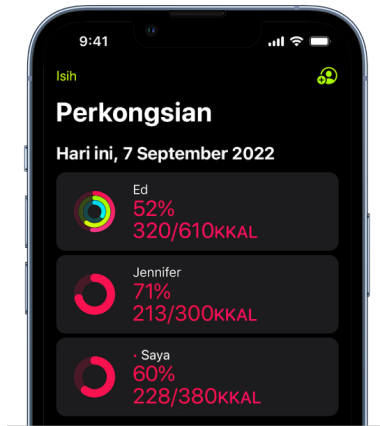 9:41
Isih
Perkongsian
Hari ini, 7 September 2022
Ed
52%
320/610KKAL
Jennifer
71%
213/300KKAL
• Saya
60%
228/380KKAL